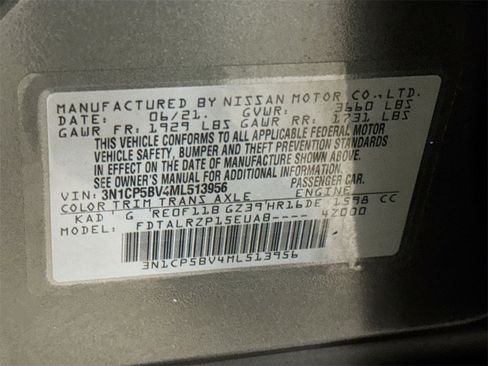 MANUFACTURED BY NISSAN MOTOR CO.,LTD.
DATE: 06/21. GVWR: 3660 LBS
GAWR FR: 1929 LBS GAWR RR: 1731 LBS
THIS VEHICLE CONFORMS TO ALL APPLICABLE FEDERAL MOTOR
VEHICLE SAFETY, BUMPER AND THEFT PREVENTION STANDARDS
IN EFFECT ON THE DATE OF MANUFACTURE SHOWN ABOVE.
SEE OWNER'S MANUAL FOR ADDITIONAL INFORMATION.
PASSENGER CAR.
VIN: 3N1CP5BV4ML513956
COLOR TRIM TRANS AXLE ENGINE
KAD G RE0F11B GZ39 HR16DE 1598 CC
MODEL: FDTALRZP15EUAB---- 4Z000
3N1CP5BV4ML513956